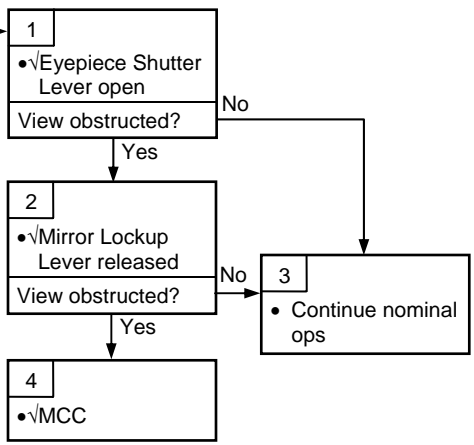 1
•√Eyepiece Shutter
Lever open
View obstructed?
No
Yes
2
•√Mirror Lockup
Lever released
View obstructed?
No
Yes
3
• Continue nominal
ops
4
•√MCC